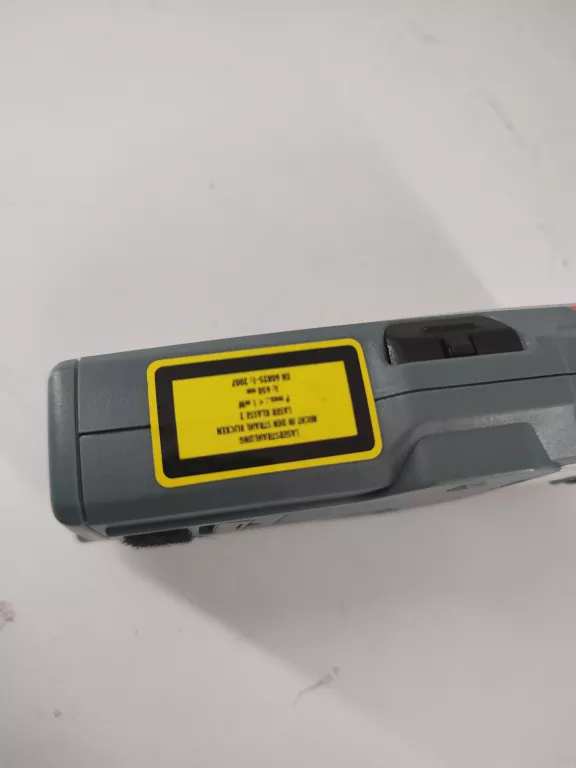 LASERSTRAHLUNG
NICHT IN DEN STRAHL BLICKEN
LASER KLASSE 2
P max.: < 1 mW
λ: 650 nm
EN 60825-1: 2007